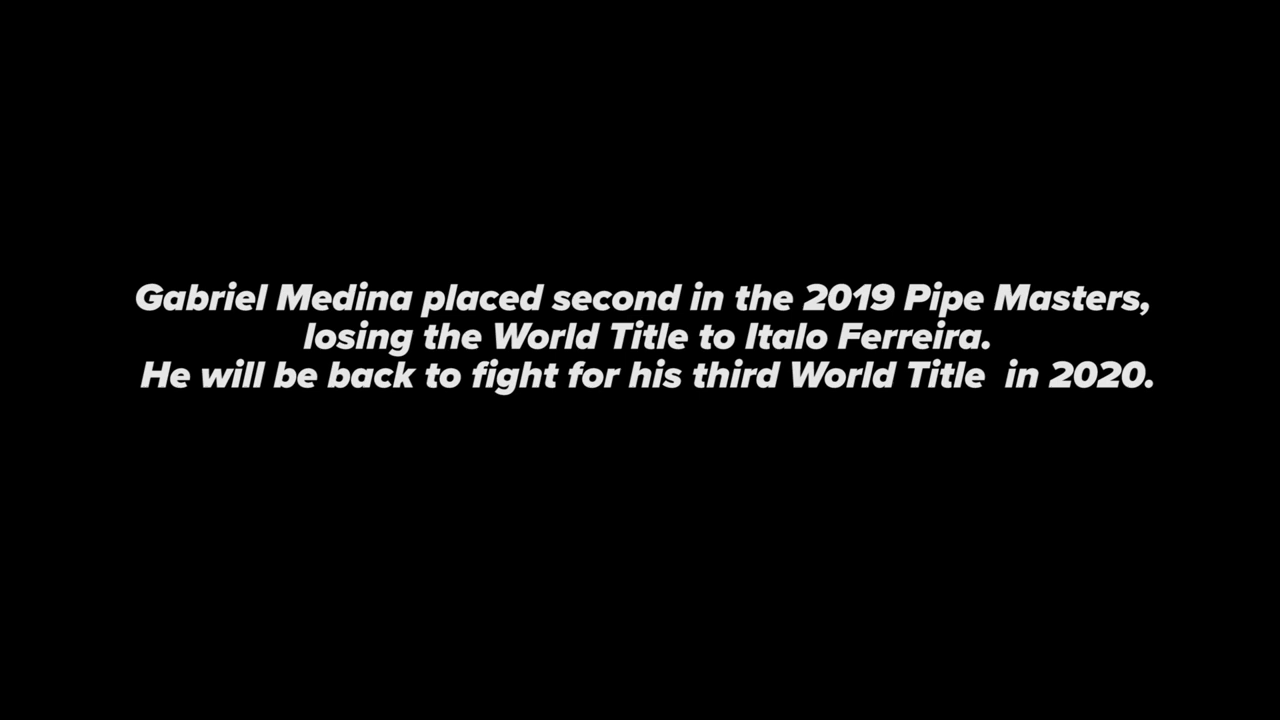 Gabriel Medina placed second in the 2019 Pipe Masters,
losing the World Title to Italo Ferreira.
He will be back to fight for his third World Title  in 2020.